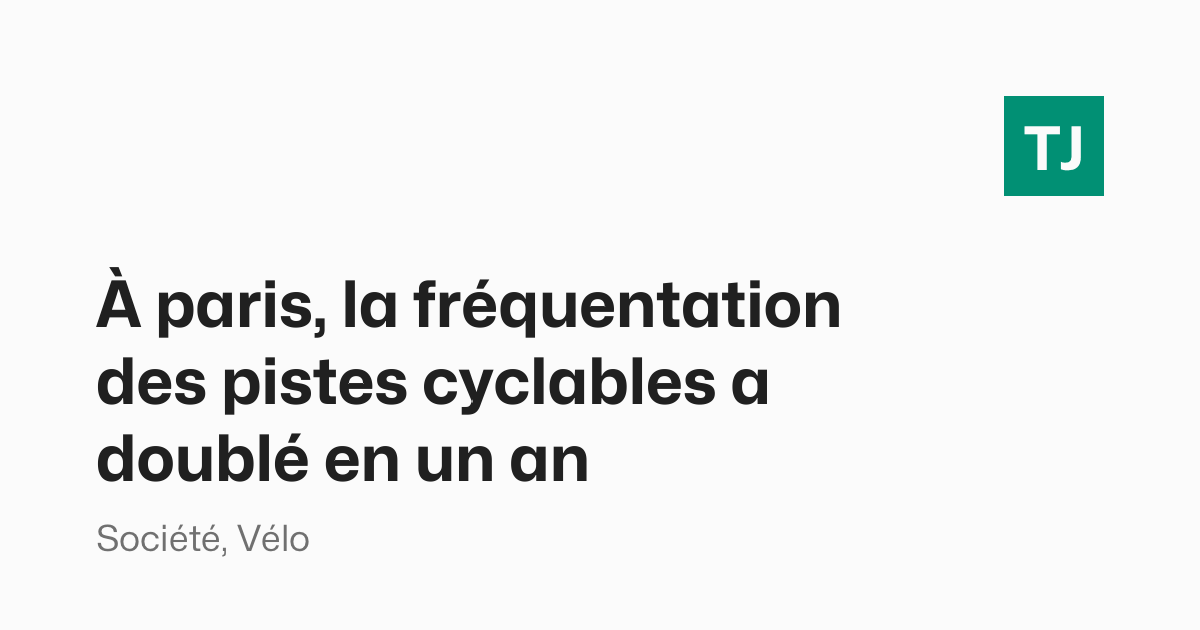 TJ
À paris, la fréquentation
des pistes cyclables a
doublé en un an
Société, Vélo